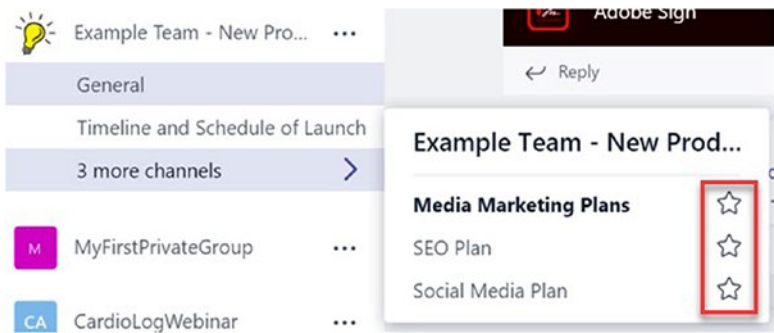 Example Team - New Pro... ...
General
Timeline and Schedule of Launch
3 more channels
M MyFirstPrivateGroup ...
CA CardioLogWebinar ...
Adobe Sign
Reply
Example Team - New Prod...
Media Marketing Plans
SEO Plan
Social Media Plan